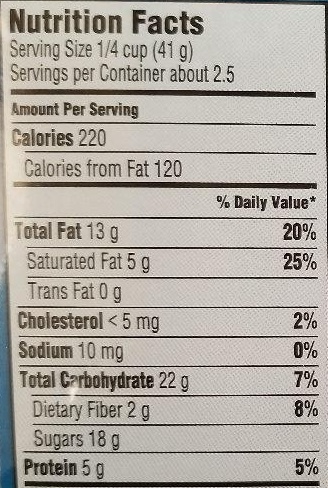 Nutrition Facts
Serving Size 1/4 cup (41 g)
Servings per Container about 2.5
Amount Per Serving
Calories 220
Calories from Fat 120
% Daily Value*
Total Fat 13 g 20%
Saturated Fat 5 g 25%
Trans Fat 0 g
Cholesterol < 5 mg 2%
Sodium 10 mg 0%
Total Carbohydrate 22 g 7%
Dietary Fiber 2 g 8%
Sugars 18 g
Protein 5 g 5%